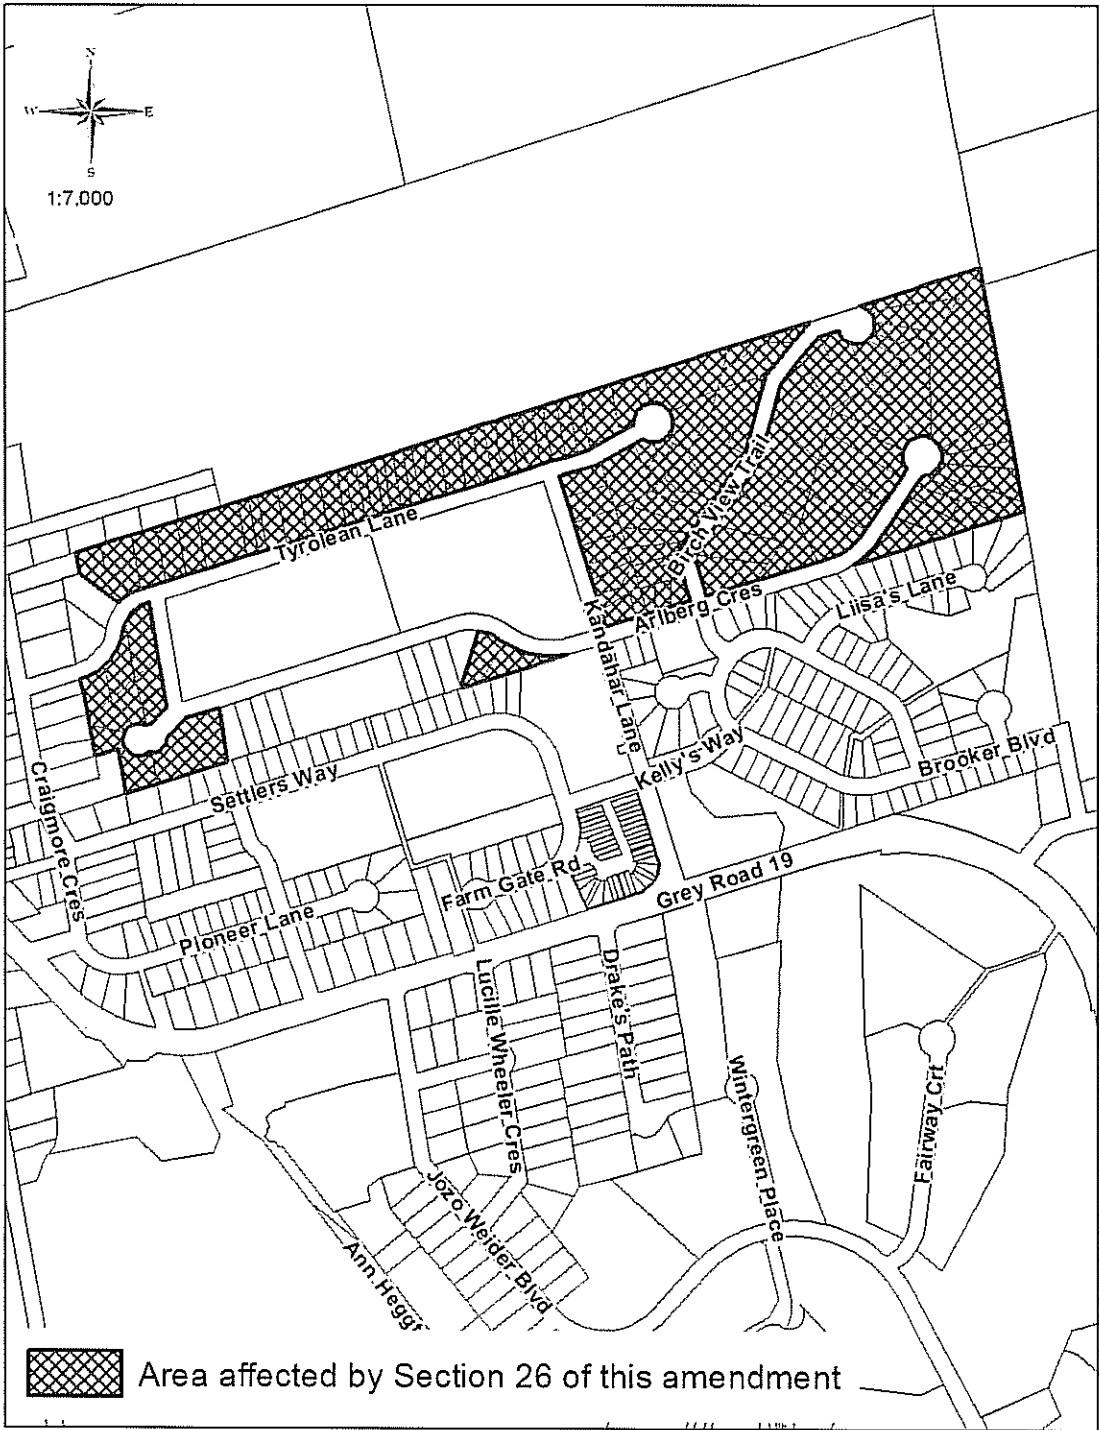 N
W E
S
1:7,000
Tyrolean Lane
Birch View Trail
Arlberg Cres
Liisa's Lane
Kandahar Lane
Kelly's Way
Brooker Blvd
Craigmore Cres
Settlers Way
Farm Gate Rd
Grey Road 19
Pioneer Lane
Lucille Wheeler Cres
Drake's Path
Wintergreen Place
Fairway Crt
Jozo Weider Blvd
Ann Heggt
Area affected by Section 26 of this amendment